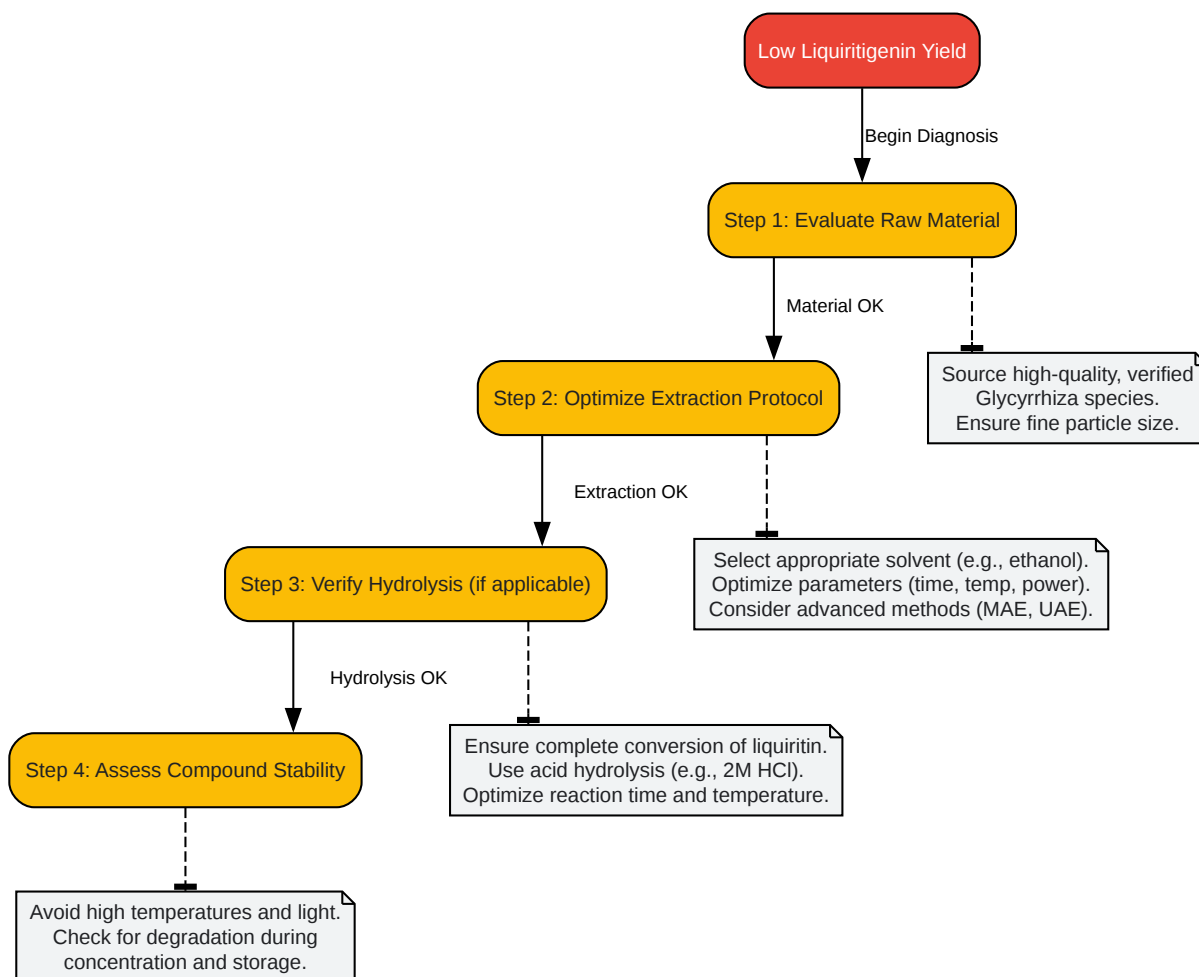 Low Liquiritigenin Yield
Begin Diagnosis
Step 1: Evaluate Raw Material
Material OK
Source high-quality, verified
Glycyrrhiza species.
Ensure fine particle size.
Step 2: Optimize Extraction Protocol
Extraction OK
Select appropriate solvent (e.g., ethanol).
Optimize parameters (time, temp, power).
Consider advanced methods (MAE, UAE).
Step 3: Verify Hydrolysis (if applicable)
Hydrolysis OK
Ensure complete conversion of liquiritin.
Use acid hydrolysis (e.g., 2M HCl).
Optimize reaction time and temperature.
Step 4: Assess Compound Stability
Avoid high temperatures and light.
Check for degradation during
concentration and storage.